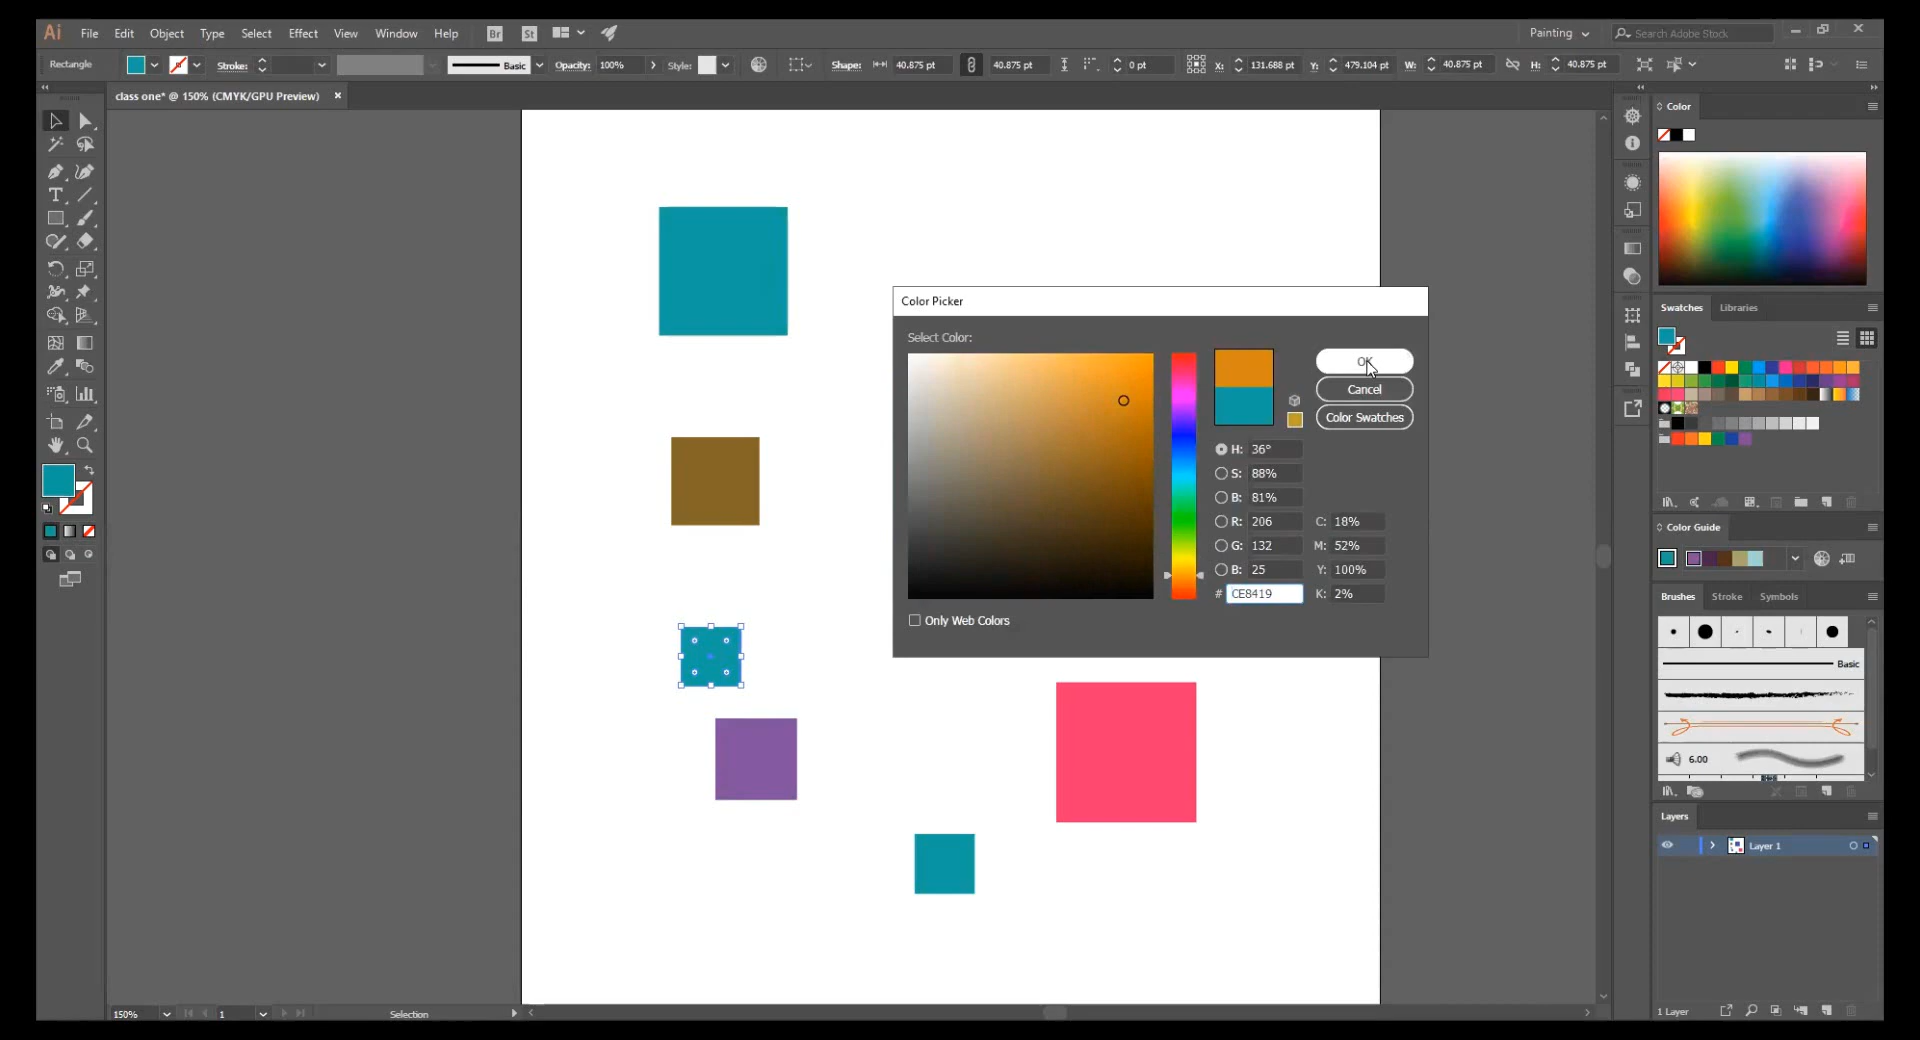 Ai File Edit Object Type Select Effect View Window Help Br St Painting Search Adobe Stock
Rectangle Stroke: Basic Opacity: 100% Style: Shape: 40.875 pt 40.875 pt 0 pt X: 131.688 pt Y: 479.104 pt W: 40.875 pt H: 40.875 pt
class one* @ 150% (CMYK/GPU Preview) ×
Color
Color Picker
Select Color:
OK
Cancel
Color Swatches
H: 36°
S: 88%
B: 81%
R: 206 C: 18%
G: 132 M: 52%
B: 25 Y: 100%
# CE8419 K: 2%
Only Web Colors
Swatches Libraries
Color Guide
Brushes Stroke Symbols
Basic
6.00
Layers
Layer 1
1 Layer
150% 1 Selection